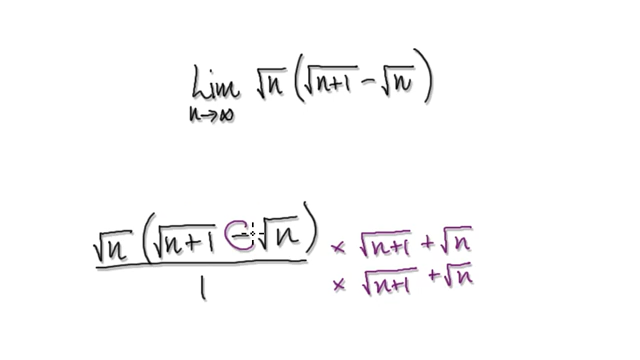 lim √n (√n+1 − √n)
n→∞
√n (√n+1 − √n) × √n+1 + √n
1 × √n+1 + √n